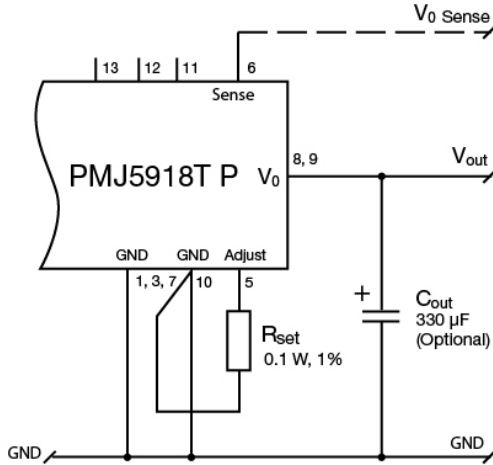 V0 Sense
13
12
11
6
Sense
PMJ5918T P
V0
8, 9
Vout
GND
GND
Adjust
1, 3, 7
10
5
Rset
0.1 W, 1%
+
Cout
330 µF
(Optional)
GND
GND